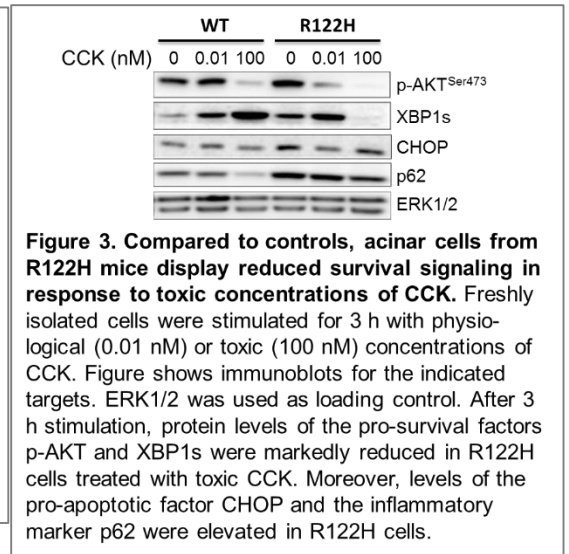 WT R122H
CCK (nM) 0 0.01 100 0 0.01 100
p-AKTSer473
XBP1s
CHOP
p62
ERK1/2
Figure 3. Compared to controls, acinar cells from
R122H mice display reduced survival signaling in
response to toxic concentrations of CCK. Freshly
isolated cells were stimulated for 3 h with physio-
logical (0.01 nM) or toxic (100 nM) concentrations of
CCK. Figure shows immunoblots for the indicated
targets. ERK1/2 was used as loading control. After 3
h stimulation, protein levels of the pro-survival factors
p-AKT and XBP1s were markedly reduced in R122H
cells treated with toxic CCK. Moreover, levels of the
pro-apoptotic factor CHOP and the inflammatory
marker p62 were elevated in R122H cells.